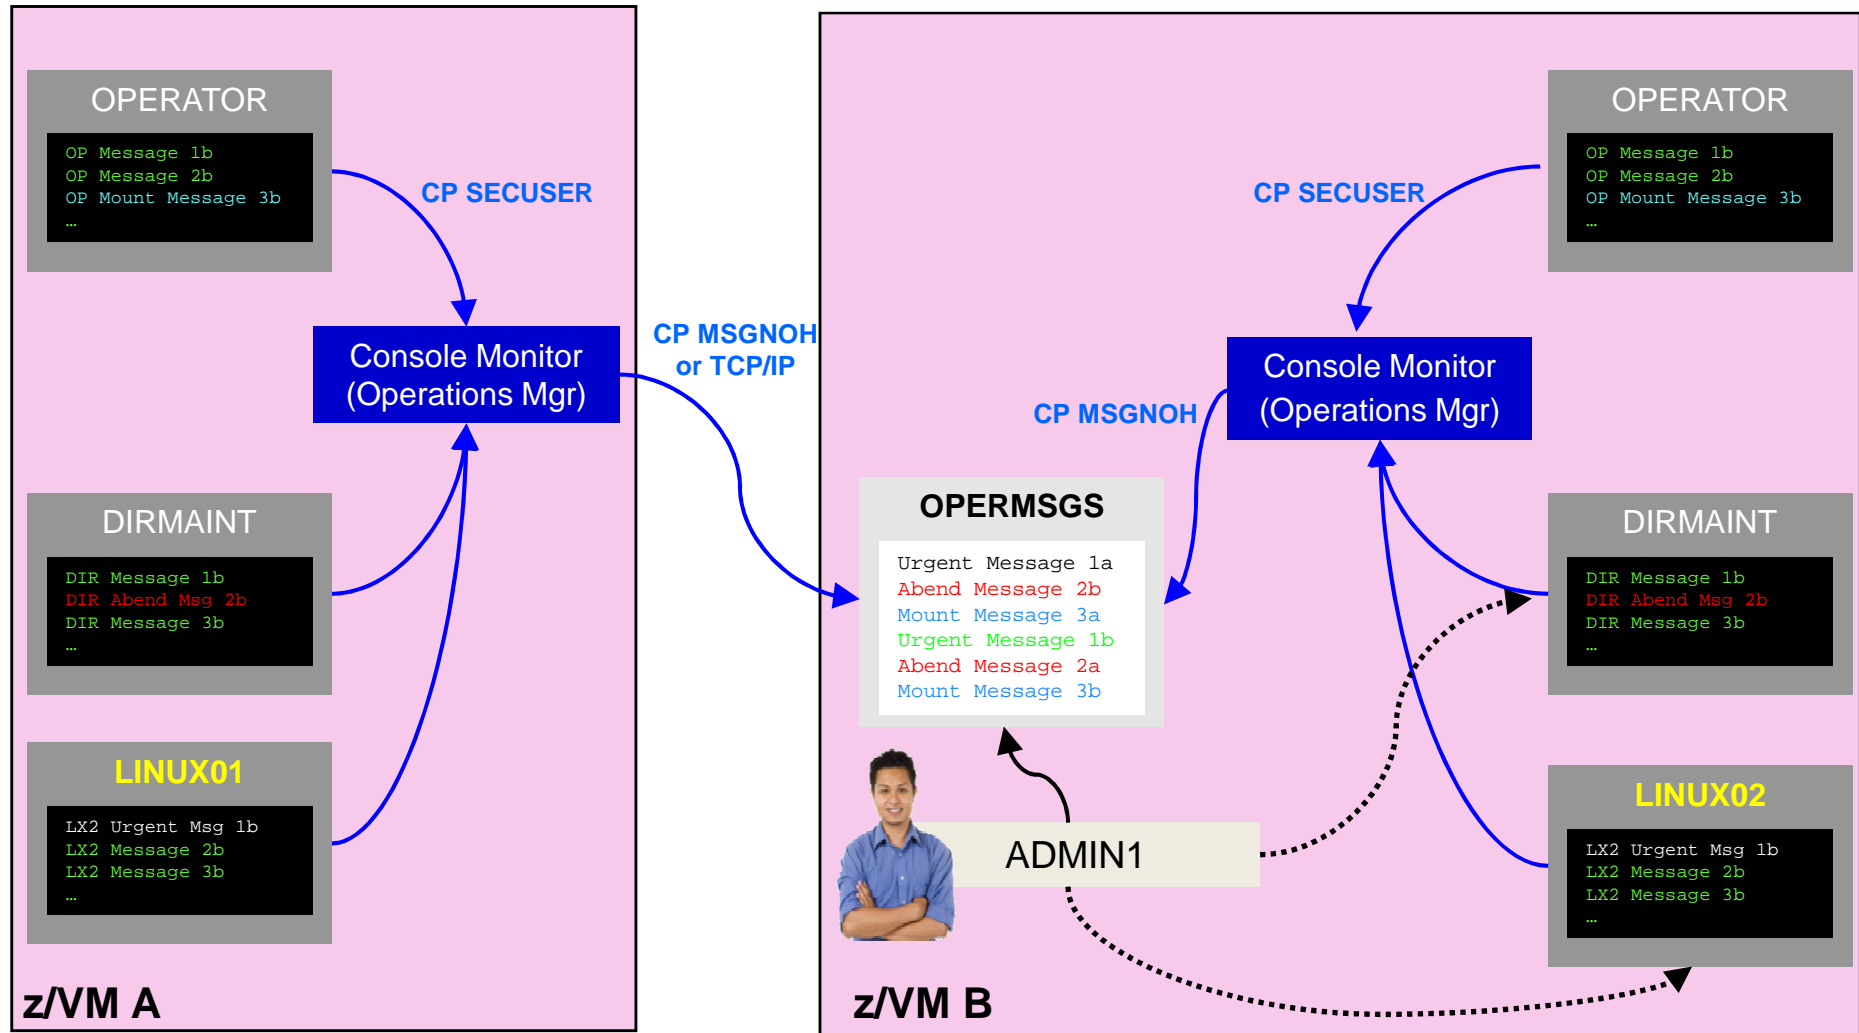 OPERATOR
OP Message 1b
OP Message 2b
OP Mount Message 3b
…
CP SECUSER
Console Monitor
(Operations Mgr)
DIRMAINT
DIR Message 1b
DIR Abend Msg 2b
DIR Message 3b
…
LINUX01
LX2 Urgent Msg 1b
LX2 Message 2b
LX2 Message 3b
…
z/VM A
CP MSGNOH
or TCP/IP
OPERATOR
OP Message 1b
OP Message 2b
OP Mount Message 3b
…
CP SECUSER
Console Monitor
(Operations Mgr)
CP MSGNOH
OPERMSGS
Urgent Message 1a
Abend Message 2b
Mount Message 3a
Urgent Message 1b
Abend Message 2a
Mount Message 3b
DIRMAINT
DIR Message 1b
DIR Abend Msg 2b
DIR Message 3b
…
ADMIN1
LINUX02
LX2 Urgent Msg 1b
LX2 Message 2b
LX2 Message 3b
…
z/VM B